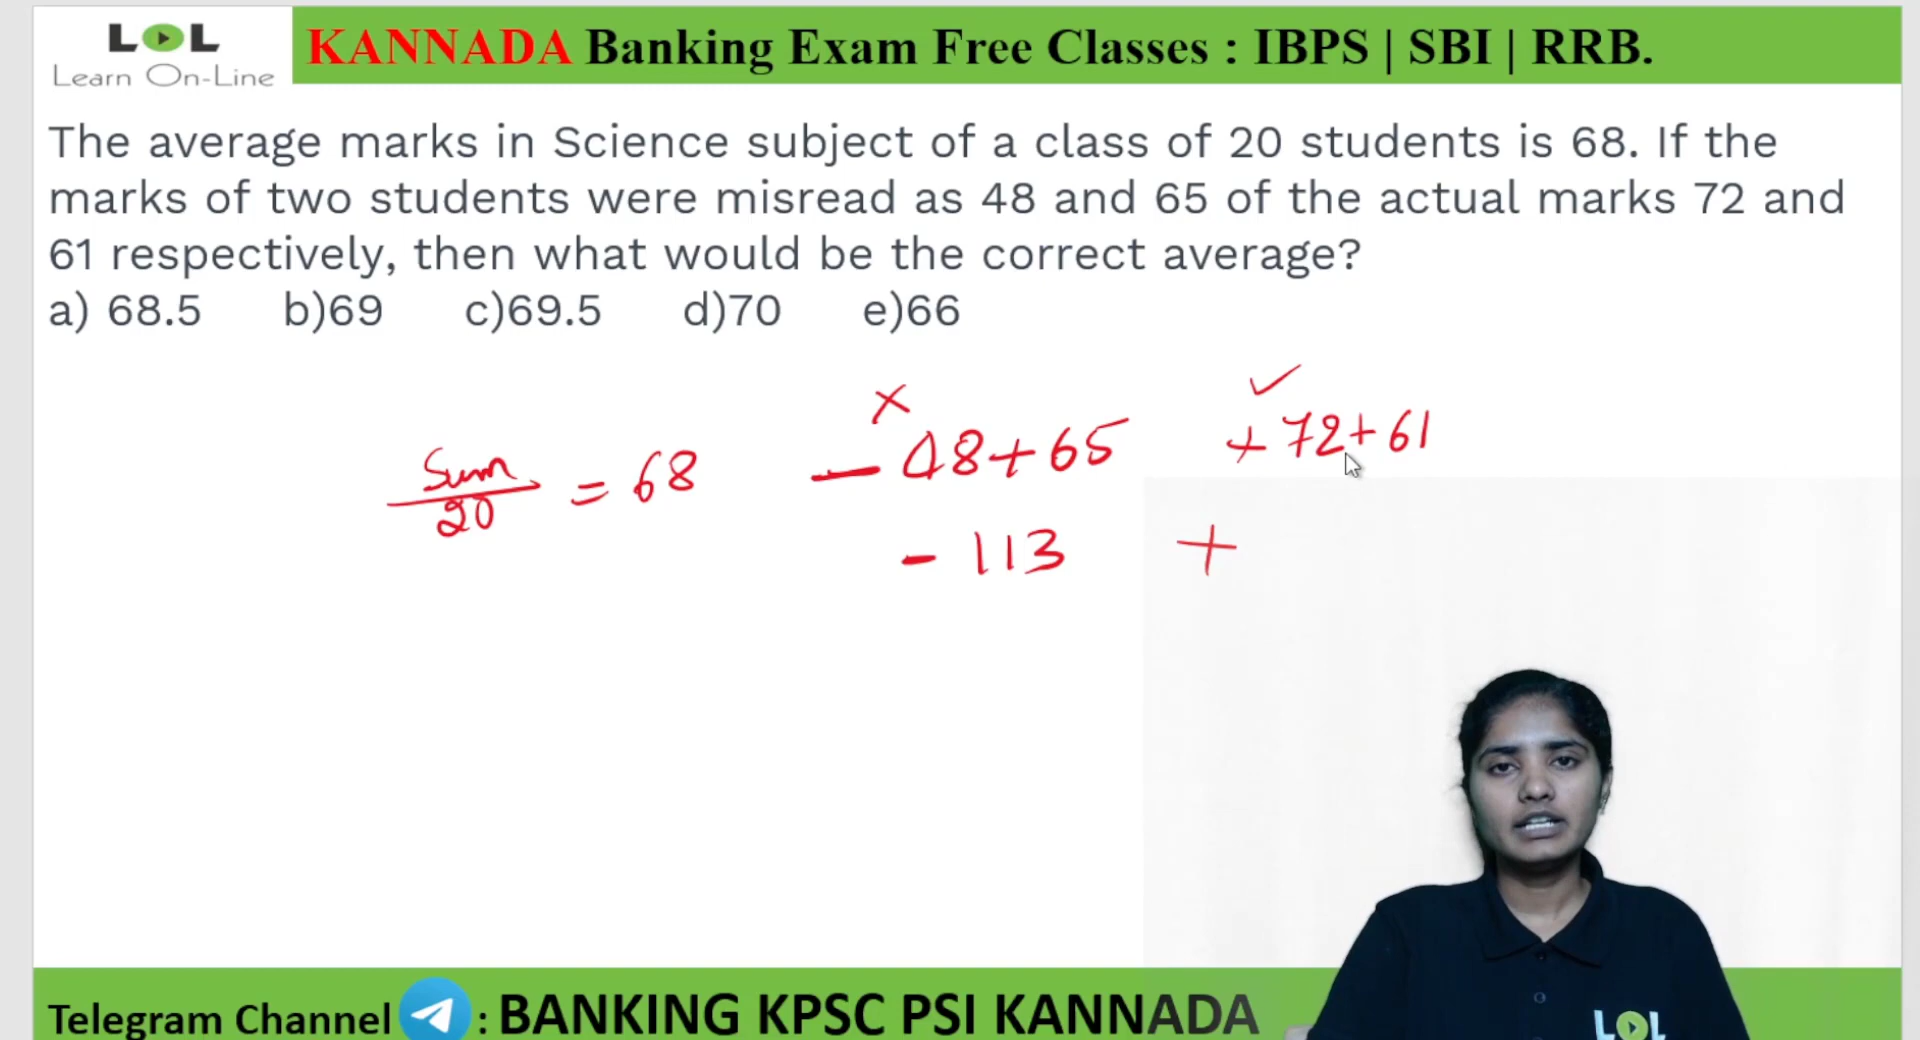 LOL
Learn On-Line
KANNADA Banking Exam Free Classes : IBPS | SBI | RRB.
The average marks in Science subject of a class of 20 students is 68. If the
marks of two students were misread as 48 and 65 of the actual marks 72 and
61 respectively, then what would be the correct average?
a) 68.5 b)69 c)69.5 d)70 e)66
Sum/20 = 68
× - 48+65
✓ + 72+61
- 113 +
Telegram Channel : BANKING KPSC PSI KANNADA
LOL